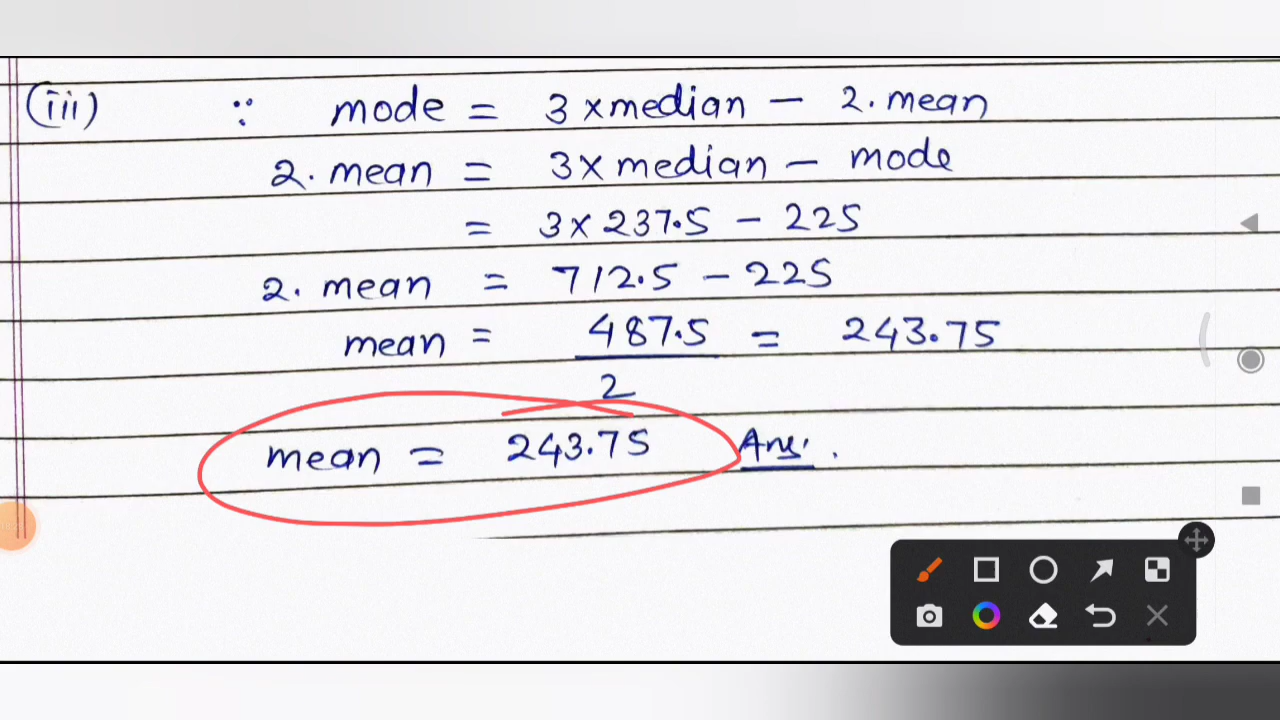 (iii) ∵ mode = 3 × median – 2. mean
2. mean = 3 × median – mode
= 3 × 237.5 – 225
2. mean = 712.5 – 225
mean = 487.5 / 2 = 243.75
mean = 243.75 Ans.